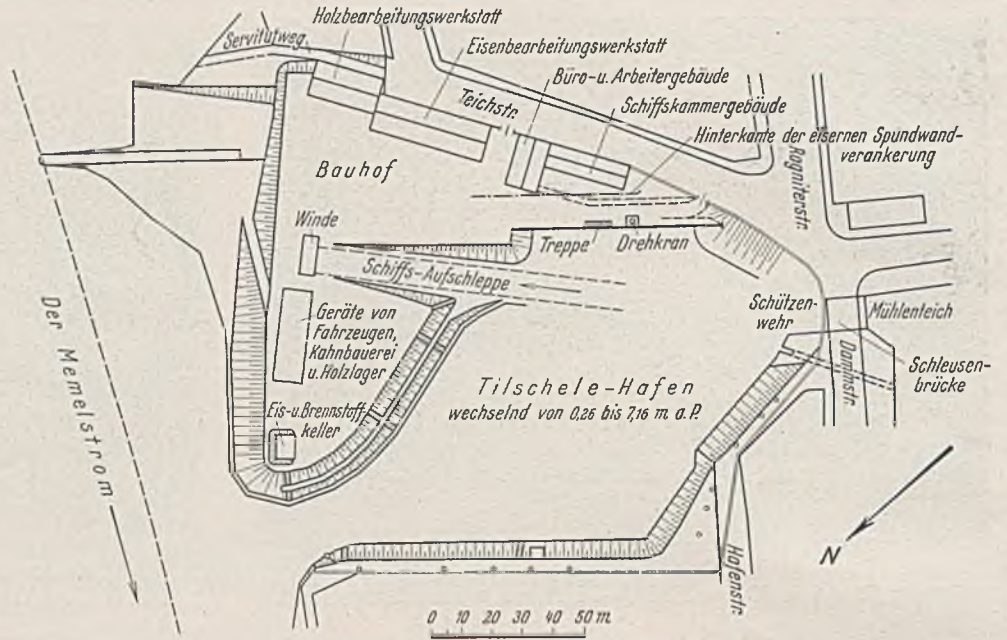 Holzbearbeitungswerkstatt
Servitutweg.
Eisenbearbeitungswerkstatt
Büro- u. Arbeitergebäude
Teichstr.
Schiffskammergebäude
Hinterkante der eisernen Spundwand-
verankerung
Ragniterstr.
Bauhof
Winde
Treppe
Drehkran
Schiffs-Aufschleppe
Der Memelstrom
Geräte von
Fahrzeugen,
Kahnbauerei
u. Holzlager
Schützen-
wehr
Mühlenteich
Dammstr.
Schleusen-
brücke
Tilschele-Hafen
wechselnd von 0,26 bis 7,16 m a.P.
Eis- u. Brennstoff-
keller
N
Hafenstr.
0 10 20 30 40 50 m